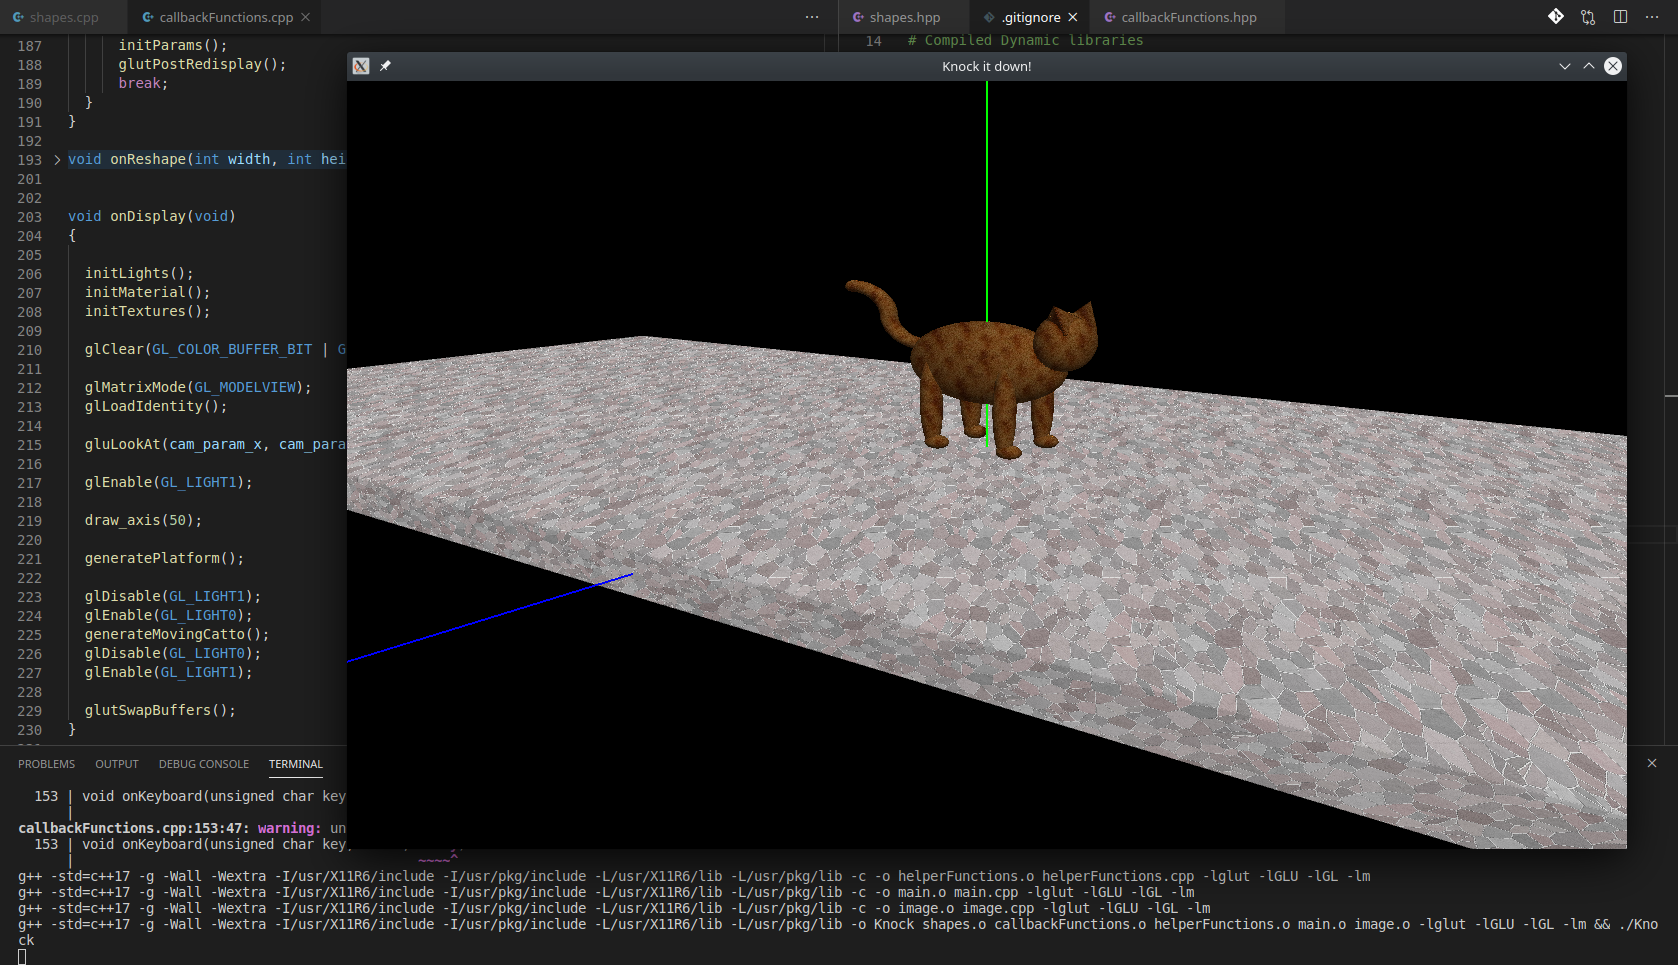 shapes.cpp
callbackFunctions.cpp
shapes.hpp
.gitignore
callbackFunctions.hpp
187 initParams();
188 glutPostRedisplay();
189 break;
190 }
191 }
192
193 void onReshape(int width, int hei
201
202
203 void onDisplay(void)
204 {
205
206 initLights();
207 initMaterial();
208 initTextures();
209
210 glClear(GL_COLOR_BUFFER_BIT | G
211
212 glMatrixMode(GL_MODELVIEW);
213 glLoadIdentity();
214
215 gluLookAt(cam_param_x, cam_para
216
217 glEnable(GL_LIGHT1);
218
219 draw_axis(50);
220
221 generatePlatform();
222
223 glDisable(GL_LIGHT1);
224 glEnable(GL_LIGHT0);
225 generateMovingCatto();
226 glDisable(GL_LIGHT0);
227 glEnable(GL_LIGHT1);
228
229 glutSwapBuffers();
230 }
14 # Compiled Dynamic libraries
Knock it down!
PROBLEMS OUTPUT DEBUG CONSOLE TERMINAL
153 | void onKeyboard(unsigned char key
|
callbackFunctions.cpp:153:47: warning: un
153 | void onKeyboard(unsigned char key
| ~~~~^
g++ -std=c++17 -g -Wall -Wextra -I/usr/X11R6/include -I/usr/pkg/include -L/usr/X11R6/lib -L/usr/pkg/lib -c -o helperFunctions.o helperFunctions.cpp -lglut -lGLU -lGL -lm
g++ -std=c++17 -g -Wall -Wextra -I/usr/X11R6/include -I/usr/pkg/include -L/usr/X11R6/lib -L/usr/pkg/lib -c -o main.o main.cpp -lglut -lGLU -lGL -lm
g++ -std=c++17 -g -Wall -Wextra -I/usr/X11R6/include -I/usr/pkg/include -L/usr/X11R6/lib -L/usr/pkg/lib -c -o image.o image.cpp -lglut -lGLU -lGL -lm
g++ -std=c++17 -g -Wall -Wextra -I/usr/X11R6/include -I/usr/pkg/include -L/usr/X11R6/lib -L/usr/pkg/lib -o Knock shapes.o callbackFunctions.o helperFunctions.o main.o image.o -lglut -lGLU -lGL -lm && ./Kno
ck